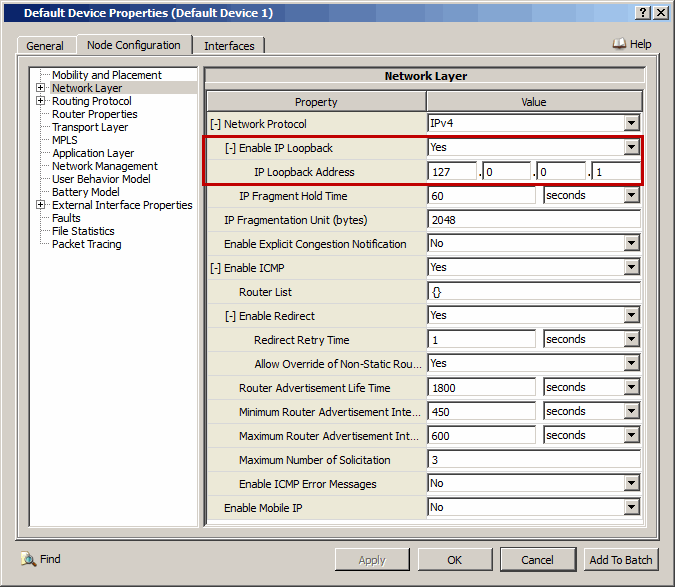 Default Device Properties (Default Device 1)
General
Node Configuration
Interfaces
Help
Mobility and Placement
Network Layer
Routing Protocol
Router Properties
Transport Layer
MPLS
Application Layer
Network Management
User Behavior Model
Battery Model
External Interface Properties
Faults
File Statistics
Packet Tracing
Network Layer
Property Value
[-] Network Protocol IPv4
[-] Enable IP Loopback Yes
IP Loopback Address 127 . 0 . 0 . 1
IP Fragment Hold Time 60 seconds
IP Fragmentation Unit (bytes) 2048
Enable Explicit Congestion Notification No
[-] Enable ICMP Yes
Router List {}
[-] Enable Redirect Yes
Redirect Retry Time 1 seconds
Allow Override of Non-Static Rou... Yes
Router Advertisement Life Time 1800 seconds
Minimum Router Advertisement Inte... 450 seconds
Maximum Router Advertisement Int... 600 seconds
Maximum Number of Solicitation 3
Enable ICMP Error Messages No
Enable Mobile IP No
Find
Apply
OK
Cancel
Add To Batch